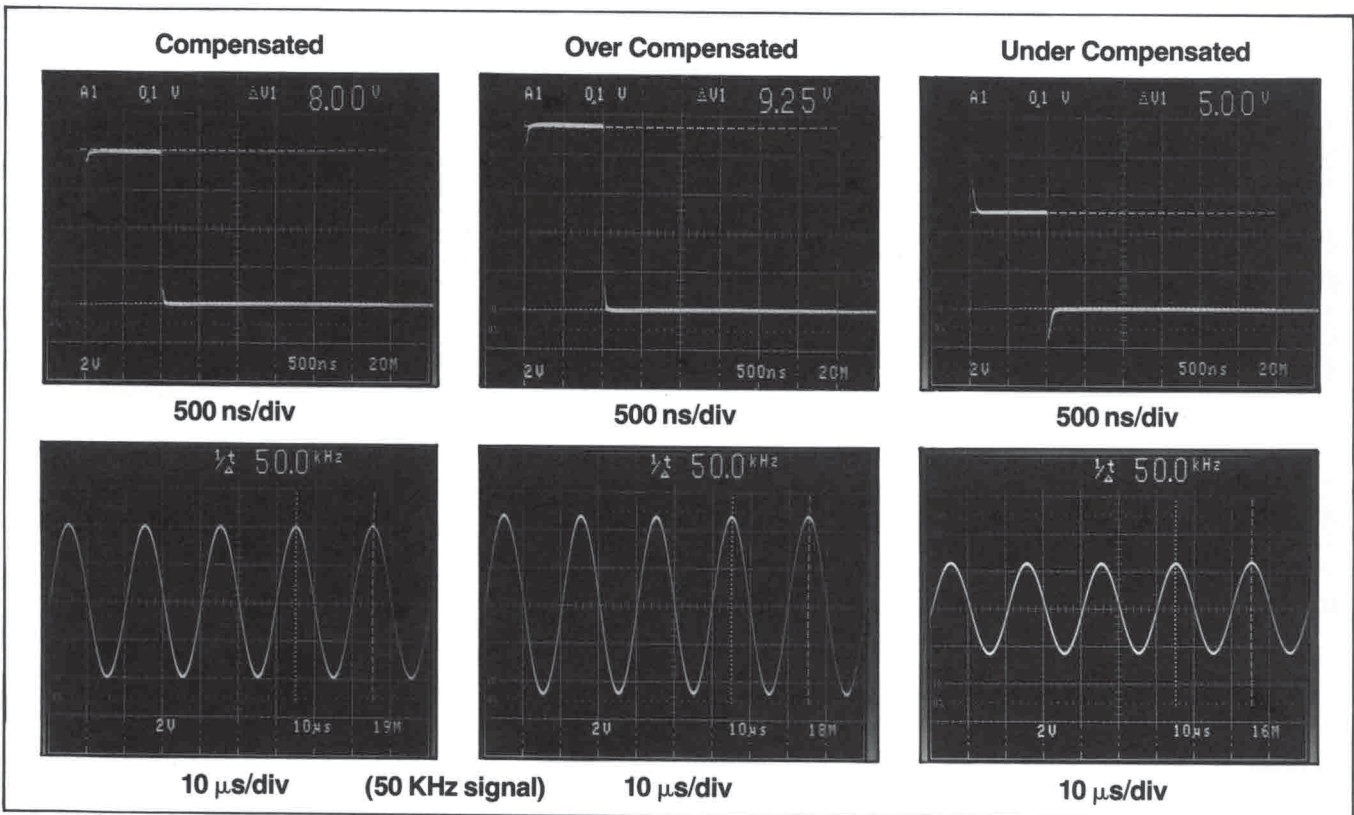 Compensated
A1 0.1 V ΔV1 8.00 V
2V 500ns 20M
500 ns/div
Over Compensated
A1 0.1 V ΔV1 9.25 V
2V 500ns 20M
500 ns/div
Under Compensated
A1 0.1 V ΔV1 5.00 V
2V 500ns 20M
500 ns/div
1/Δt 50.0 kHz
2V 10µs 19M
10 µs/div
(50 KHz signal)
1/Δt 50.0 kHz
2V 10µs 18M
10 µs/div
1/Δt 50.0 kHz
2V 10µs 16M
10 µs/div